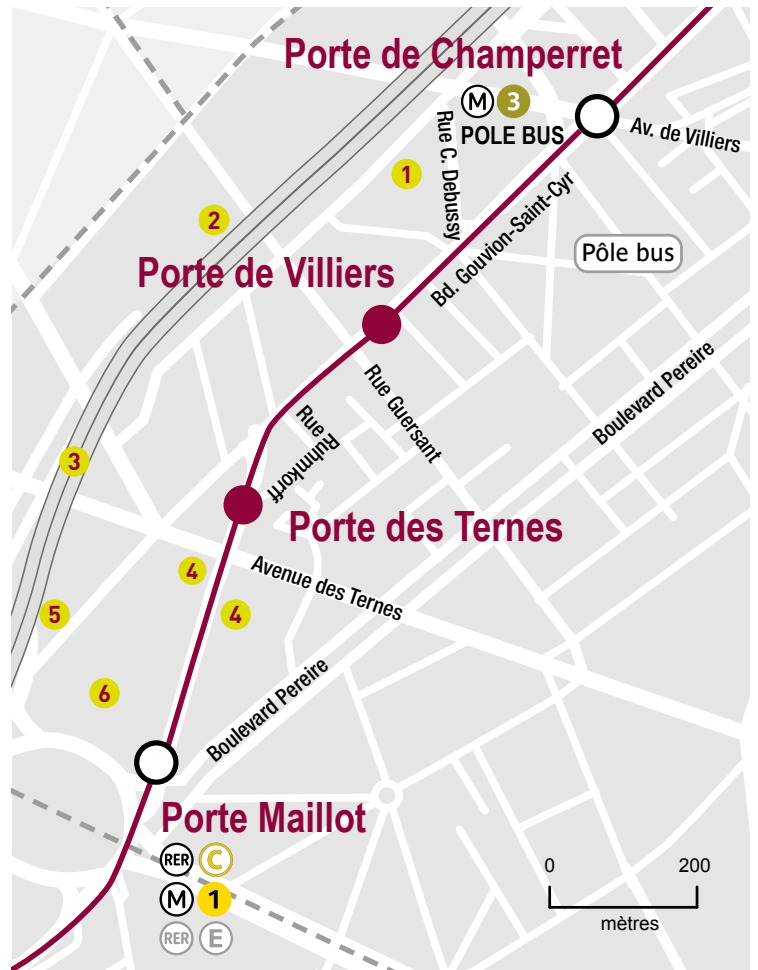 Porte de Champerret
M 3
POLE BUS
Av. de Villiers
Rue C. Debussy
1
2
Bd. Gouvion-Saint-Cyr
Pôle bus
Porte de Villiers
Rue Guersant
Boulevard Pereire
Rue
Ruhmkorff
3
Porte des Ternes
4
Avenue des Ternes
4
5
6
Boulevard Pereire
Porte Maillot
RER C
M 1
RER E
0 200
mètres